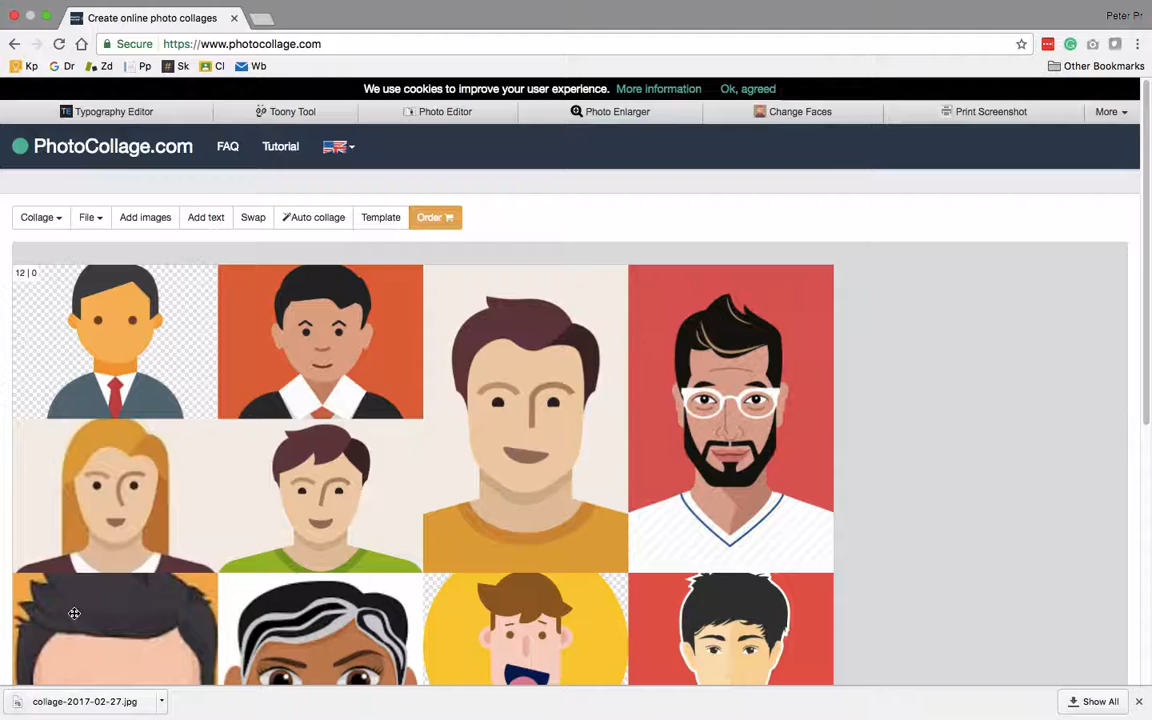 Create online photo collages
Peter Pr
Secure https://www.photocollage.com
Kp Dr Zd Pp Sk Cl Wb Other Bookmarks
We use cookies to improve your user experience. More information Ok, agreed
Typography Editor Toony Tool Photo Editor Photo Enlarger Change Faces Print Screenshot More
PhotoCollage.com FAQ Tutorial
Collage File Add images Add text Swap Auto collage Template Order
12 | 0
collage-2017-02-27.jpg Show All